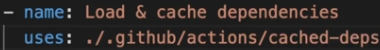 - name: Load & cache dependencies
uses: ./.github/actions/cached-deps